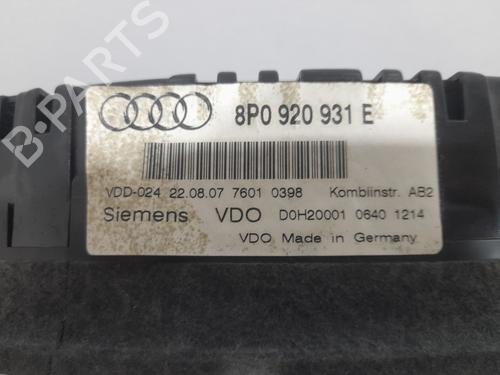 8P0 920 931 E
VDD-024 22.08.07 7601 0398 Kombiinstr. AB2
Siemens VDO D0H20001 0640 1214
VDO Made in Germany
B-PARTS